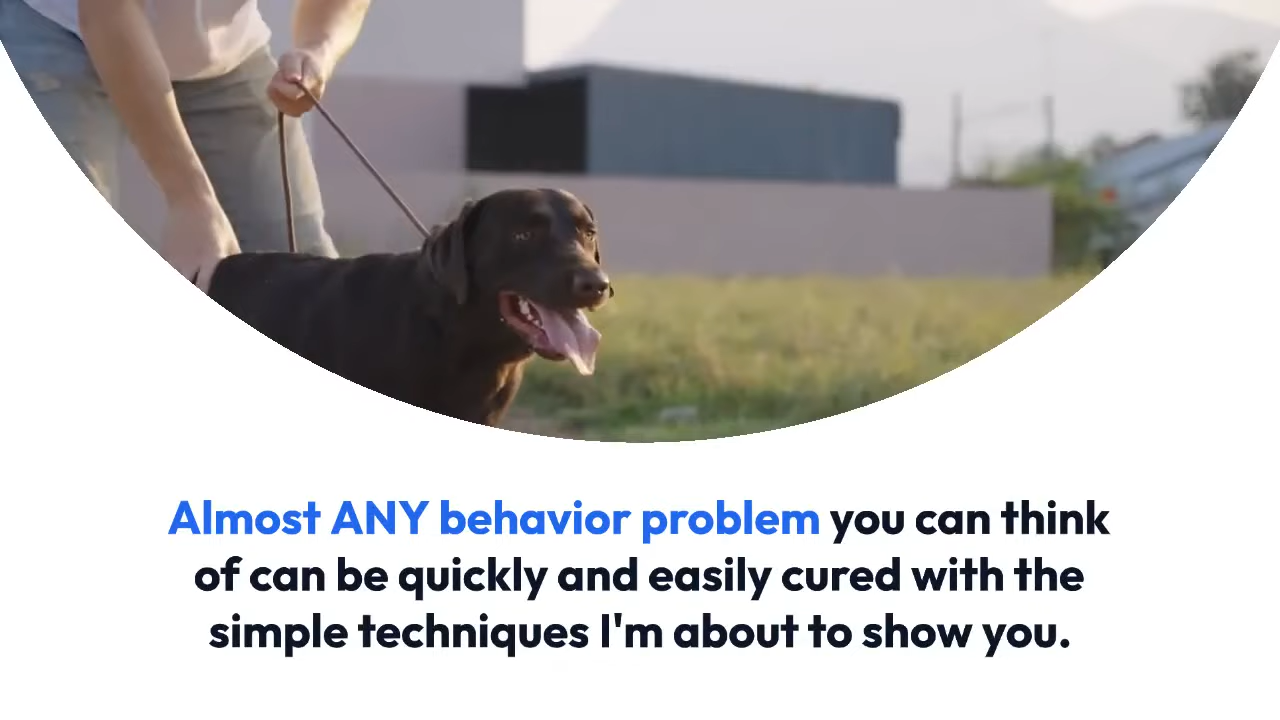 Almost ANY behavior problem you can think
of can be quickly and easily cured with the
simple techniques I'm about to show you.